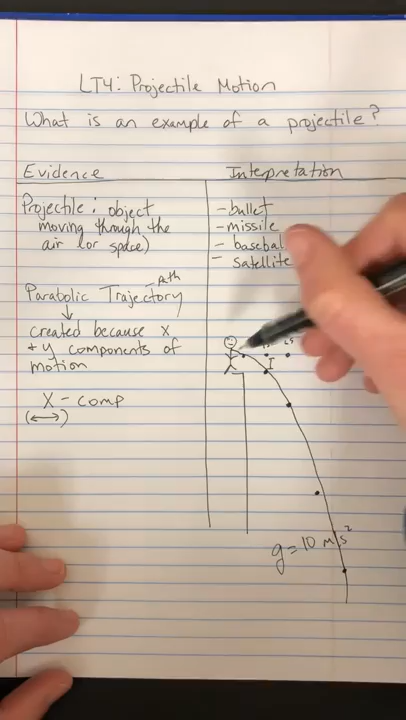 LT4: Projectile Motion
What is an example of a projectile?
Evidence
Interpretation
Projectile: object
moving through the
air (or space)
- bullet
- missile
- basebal
- satellite
- path
Parabolic Trajectory
created because x
+ y components of
motion
X - comp
g = 10 m/s²